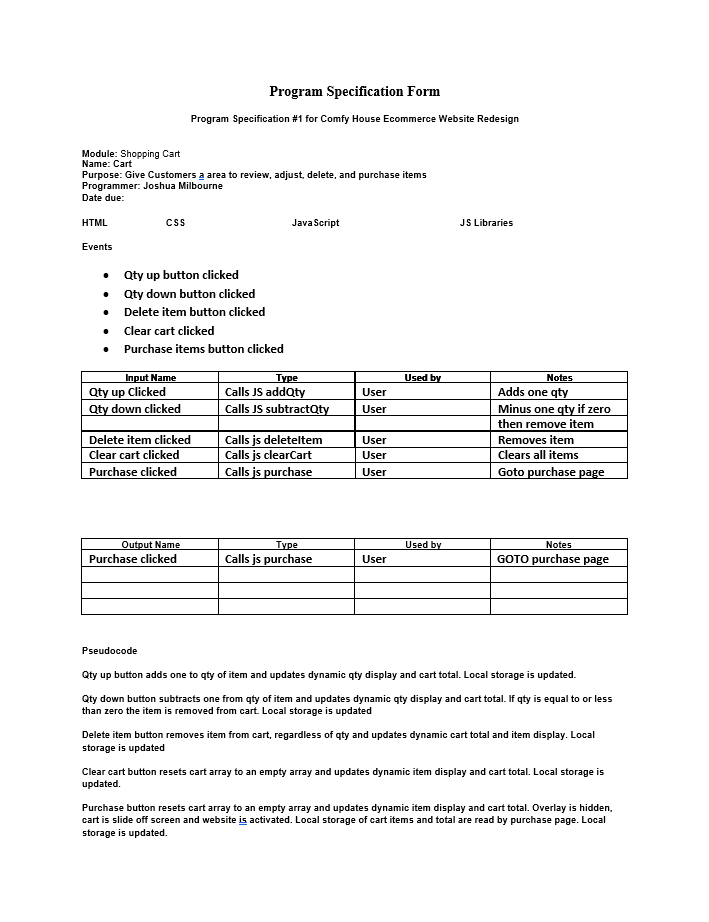 Program Specification Form
Program Specification #1 for Comfy House Ecommerce Website Redesign
Module: Shopping Cart
Name: Cart
Purpose: Give Customers a area to review, adjust, delete, and purchase items
Programmer: Joshua Milbourne
Date due:
HTML CSS JavaScript JS Libraries
Events
• Qty up button clicked
• Qty down button clicked
• Delete item button clicked
• Clear cart clicked
• Purchase items button clicked
Input Name Type Used by Notes
Qty up Clicked Calls JS addQty User Adds one qty
Qty down clicked Calls JS subtractQty User Minus one qty if zero
then remove item
Delete item clicked Calls js deleteItem User Removes item
Clear cart clicked Calls js clearCart User Clears all items
Purchase clicked Calls js purchase User Goto purchase page
Output Name Type Used by Notes
Purchase clicked Calls js purchase User GOTO purchase page
Pseudocode
Qty up button adds one to qty of item and updates dynamic qty display and cart total. Local storage is updated.
Qty down button subtracts one from qty of item and updates dynamic qty display and cart total. If qty is equal to or less
than zero the item is removed from cart. Local storage is updated
Delete item button removes item from cart, regardless of qty and updates dynamic cart total and item display. Local
storage is updated
Clear cart button resets cart array to an empty array and updates dynamic item display and cart total. Local storage is
updated.
Purchase button resets cart array to an empty array and updates dynamic item display and cart total. Overlay is hidden,
cart is slide off screen and website is activated. Local storage of cart items and total are read by purchase page. Local
storage is updated.